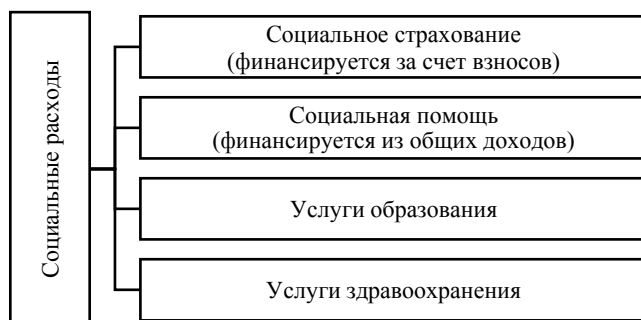 Социальные расходы
Социальное страхование
(финансируется за счет взносов)
Социальная помощь
(финансируется из общих доходов)
Услуги образования
Услуги здравоохранения